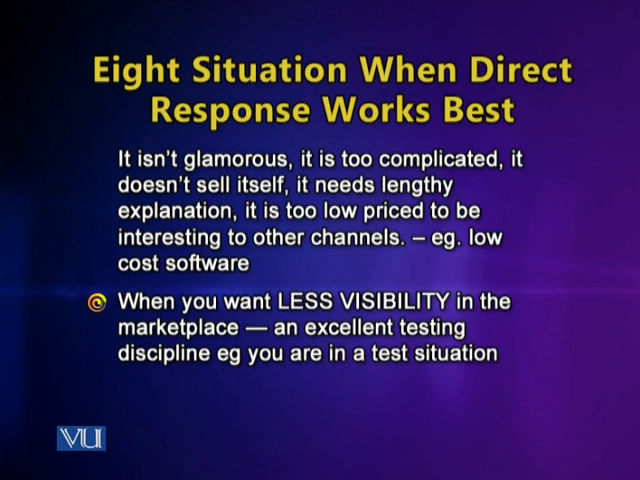 Eight Situation When Direct
Response Works Best
It isn't glamorous, it is too complicated, it
doesn't sell itself, it needs lengthy
explanation, it is too low priced to be
interesting to other channels. – eg. low
cost software
When you want LESS VISIBILITY in the
marketplace — an excellent testing
discipline eg you are in a test situation
VU